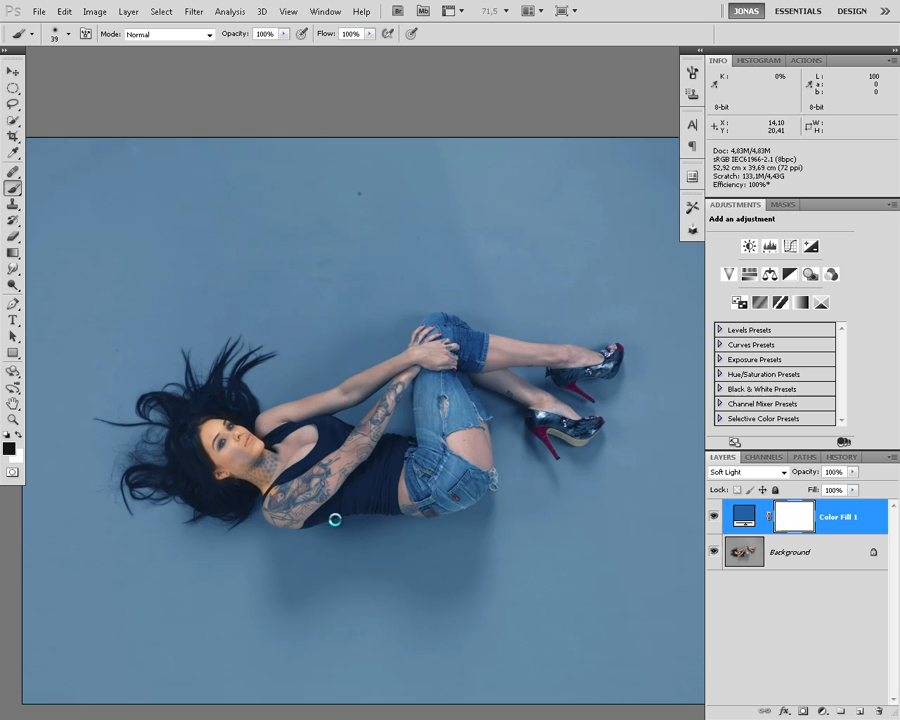 Ps File Edit Image Layer Select Filter Analysis 3D View Window Help Br Mb 71,5 JONAS ESSENTIALS DESIGN
39 Mode: Normal Opacity: 100% Flow: 100%
INFO HISTOGRAM ACTIONS
K: 0% L: 100
a: 0
b: 0
8-bit 8-bit
X: 14,10 W:
Y: 20,41 H:
Doc: 4,83M/4,83M
sRGB IEC61966-2.1 (8bpc)
52,92 cm x 39,69 cm (72 ppi)
Scratch: 133,1M/4,43G
Efficiency: 100%*
ADJUSTMENTS MASKS
Add an adjustment
Levels Presets
Curves Presets
Exposure Presets
Hue/Saturation Presets
Black & White Presets
Channel Mixer Presets
Selective Color Presets
LAYERS CHANNELS PATHS HISTORY
Soft Light Opacity: 100%
Lock: Fill: 100%
Color Fill 1
Background